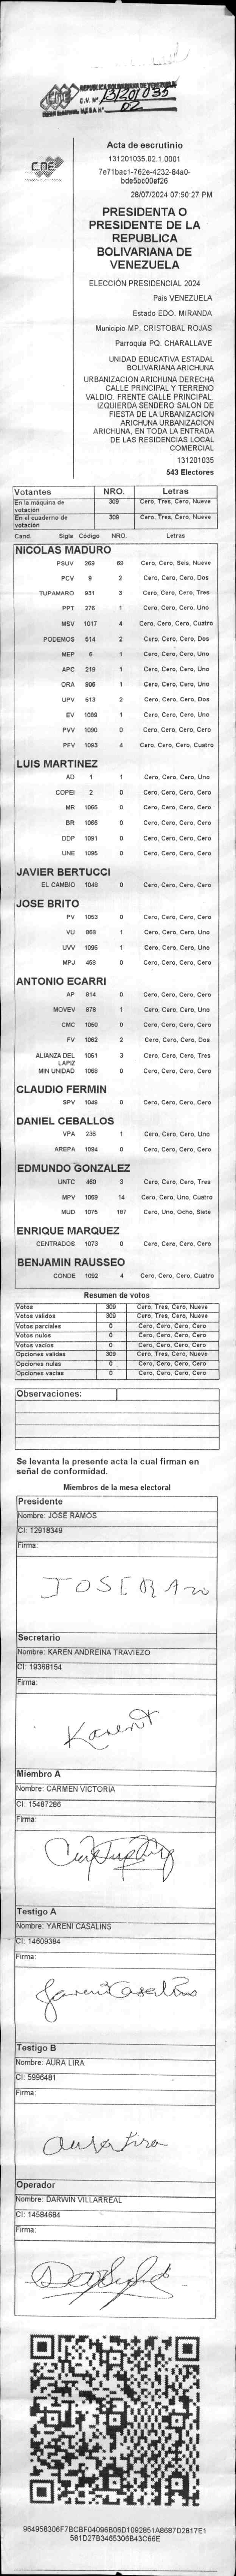 REPUBLICA BOLIVARIANA DE VENEZUELA
C.V. Nº 131201035
MESA Nº 02
CNE
Acta de escrutinio
131201035.02.1.0001
7e71bac1-762e-4232-84a0-
bde5bc00ef26
28/07/2024 07:50:27 PM
PRESIDENTA O
PRESIDENTE DE LA
REPUBLICA
BOLIVARIANA DE
VENEZUELA
ELECCIÓN PRESIDENCIAL 2024
País VENEZUELA
Estado EDO. MIRANDA
Municipio MP. CRISTOBAL ROJAS
Parroquia PQ. CHARALLAVE
UNIDAD EDUCATIVA ESTADAL
BOLIVARIANA ARICHUNA
URBANIZACION ARICHUNA DERECHA
CALLE PRINCIPAL Y TERRENO
VALDIO. FRENTE CALLE PRINCIPAL.
IZQUIERDA SENDERO SALON DE
FIESTA DE LA URBANIZACION
ARICHUNA URBANIZACION
ARICHUNA, EN TODA LA ENTRADA
DE LAS RESIDENCIAS LOCAL
COMERCIAL
131201035
543 Electores
Votantes NRO. Letras
En la máquina de votación 309 Cero, Tres, Cero, Nueve
En el cuaderno de votación 309 Cero, Tres, Cero, Nueve
Cand. Sigla Código NRO. Letras
NICOLAS MADURO
PSUV 269 69 Cero, Cero, Seis, Nueve
PCV 9 2 Cero, Cero, Cero, Dos
TUPAMARO 931 3 Cero, Cero, Cero, Tres
PPT 276 1 Cero, Cero, Cero, Uno
MSV 1017 4 Cero, Cero, Cero, Cuatro
PODEMOS 514 2 Cero, Cero, Cero, Dos
MEP 6 1 Cero, Cero, Cero, Uno
APC 219 1 Cero, Cero, Cero, Uno
ORA 906 1 Cero, Cero, Cero, Uno
UPV 513 2 Cero, Cero, Cero, Dos
EV 1089 1 Cero, Cero, Cero, Uno
PVV 1090 0 Cero, Cero, Cero, Cero
PFV 1093 4 Cero, Cero, Cero, Cuatro
LUIS MARTINEZ
AD 1 1 Cero, Cero, Cero, Uno
COPEI 2 0 Cero, Cero, Cero, Cero
MR 1065 0 Cero, Cero, Cero, Cero
BR 1066 0 Cero, Cero, Cero, Cero
DDP 1091 0 Cero, Cero, Cero, Cero
UNE 1095 0 Cero, Cero, Cero, Cero
JAVIER BERTUCCI
EL CAMBIO 1048 0 Cero, Cero, Cero, Cero
JOSE BRITO
PV 1053 0 Cero, Cero, Cero, Cero
VU 968 1 Cero, Cero, Cero, Uno
UVV 1096 1 Cero, Cero, Cero, Uno
MPJ 458 0 Cero, Cero, Cero, Cero
ANTONIO ECARRI
AP 814 0 Cero, Cero, Cero, Cero
MOVEV 878 1 Cero, Cero, Cero, Uno
CMC 1050 0 Cero, Cero, Cero, Cero
FV 1062 2 Cero, Cero, Cero, Dos
ALIANZA DEL LAPIZ 1051 3 Cero, Cero, Cero, Tres
MIN UNIDAD 1068 0 Cero, Cero, Cero, Cero
CLAUDIO FERMIN
SPV 1049 0 Cero, Cero, Cero, Cero
DANIEL CEBALLOS
VPA 236 1 Cero, Cero, Cero, Uno
AREPA 1094 0 Cero, Cero, Cero, Cero
EDMUNDO GONZALEZ
UNTC 460 3 Cero, Cero, Cero, Tres
MPV 1069 14 Cero, Cero, Uno, Cuatro
MUD 1075 187 Cero, Uno, Ocho, Siete
ENRIQUE MARQUEZ
CENTRADOS 1073 0 Cero, Cero, Cero, Cero
BENJAMIN RAUSSEO
CONDE 1092 4 Cero, Cero, Cero, Cuatro
Resumen de votos
Votos 309 Cero, Tres, Cero, Nueve
Votos validos 309 Cero, Tres, Cero, Nueve
Votos parciales 0 Cero, Cero, Cero, Cero
Votos nulos 0 Cero, Cero, Cero, Cero
Votos vacios 0 Cero, Cero, Cero, Cero
Opciones validas 309 Cero, Tres, Cero, Nueve
Opciones nulas 0 Cero, Cero, Cero, Cero
Opciones vacias 0 Cero, Cero, Cero, Cero
Observaciones:
Se levanta la presente acta la cual firman en
señal de conformidad.
Miembros de la mesa electoral
Presidente
Nombre: JOSE RAMOS
CI: 12918349
Firma:
Secretario
Nombre: KAREN ANDREINA TRAVIEZO
CI: 19368154
Firma:
Karent
Miembro A
Nombre: CARMEN VICTORIA
CI: 15487286
Firma:
Testigo A
Nombre: YARENI CASALINS
CI: 14609384
Firma:
Yareni Casalins
Testigo B
Nombre: AURA LIRA
CI: 5996481
Firma:
Aura Lira
Operador
Nombre: DARWIN VILLARREAL
CI: 14584684
Firma:
964958306F7BCBF04096B06D1092851A8687D2817E1
581D27B3465306B43C66E